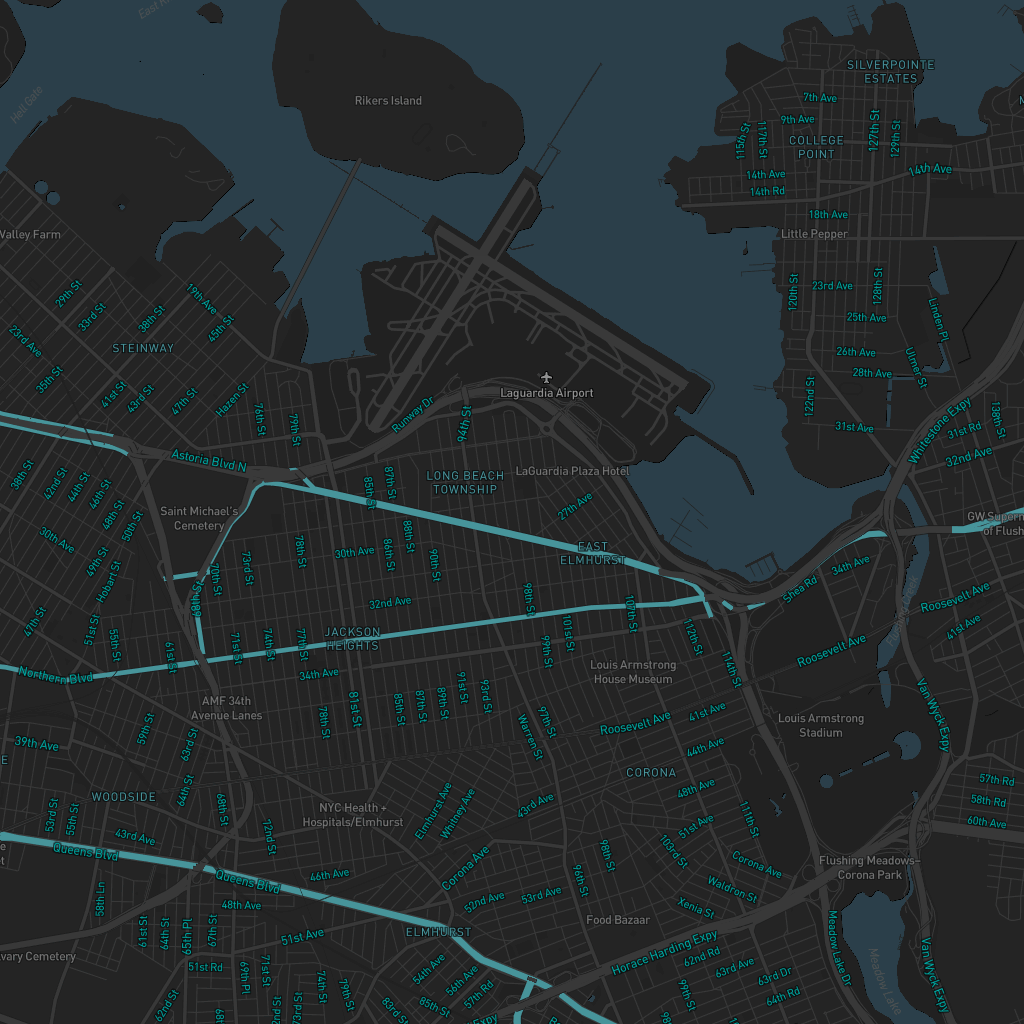 East R
SILVERPOINTE
ESTATES
Hell Gate
Rikers Island
7th Ave
9th Ave
127th St
129th St
115th St
117th St
COLLEGE
POINT
14th Ave
14th Ave
14th Rd
18th Ave
Valley Farm
Little Pepper
29th St
19th Ave
23rd Ave
128th St
120th St
33rd St
38th St
45th St
25th Ave
Linden Pl
23rd Ave
STEINWAY
26th Ave
28th Ave
Ulmer St
35th St
Laguardia Airport
41st St
43rd St
47th St
Hazen St
76th St
79th St
Runway Dr
94th St
122nd St
31st Ave
Whitestone Expy
138th St
31st Rd
32nd Ave
Astoria Blvd N
38th St
42nd St
44th St
46th St
48th St
50th St
85th St
87th St
LONG BEACH
TOWNSHIP
LaGuardia Plaza Hotel
27th Ave
Saint Michael's
Cemetery
GW Superm
of Flush
30th Ave
49th St
Hobart St
78th St
30th Ave
88th St
86th St
90th St
EAST
ELMHURST
34th Ave
Shea Rd
70th St
73rd St
69th St
98th St
107th St
32nd Ave
Roosevelt Ave
41st Ave
47th St
51st St
55th St
61st St
71st St
74th St
77th St
JACKSON
HEIGHTS
99th St
101st St
112th St
114th St
Roosevelt Ave
Northern Blvd
34th Ave
Louis Armstrong
House Museum
AMF 34th
Avenue Lanes
78th St
81st St
85th St
87th St
89th St
91st St
93rd St
97th St
Warren St
Roosevelt Ave
41st Ave
44th Ave
Louis Armstrong
Stadium
Van Wyck Expy
39th Ave
59th St
63rd St
64th St
68th St
CORONA
48th Ave
57th Rd
58th Rd
60th Ave
WOODSIDE
53rd St
55th St
43rd Ave
72nd St
NYC Health +
Hospitals/Elmhurst
Elmhurst Ave
Whitney Ave
43rd Ave
51st Ave
111th St
Queens Blvd
Queens Blvd
46th Ave
Corona Ave
98th St
96th St
103rd St
Corona Ave
Waldron St
Flushing Meadows–
Corona Park
58th Ln
48th Ave
52nd Ave
53rd Ave
Xenia St
61st St
64th St
65th Pl
67th St
51st Ave
ELMHURST
Food Bazaar
Horace Harding Expy
Meadow Lake Dr
Meadow Lake
Van Wyck Expy
lvary Cemetery
51st Rd
69th Pl
71st St
74th St
79th St
54th Ave
56th Ave
57th Rd
62nd Rd
63rd Ave
63rd Dr
64th Rd
99th St
62nd St
72nd St
73rd St
83rd St
85th St
Expy